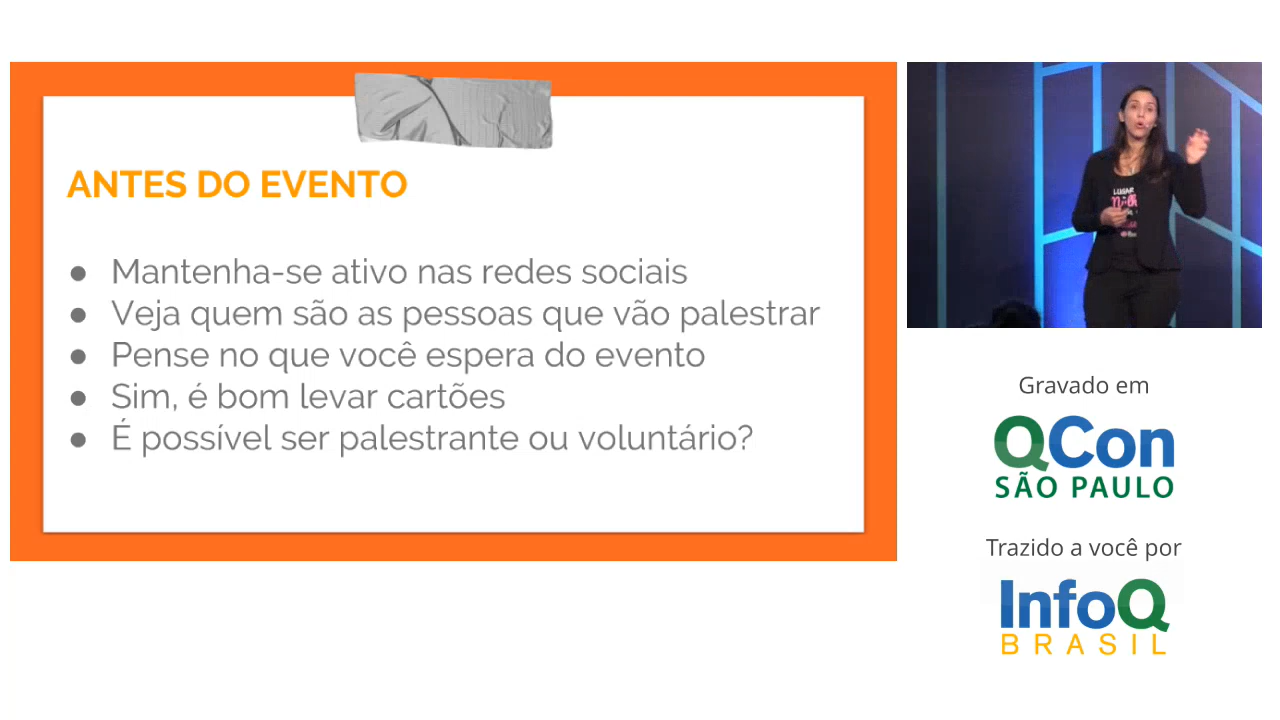 ANTES DO EVENTO
● Mantenha-se ativo nas redes sociais
● Veja quem são as pessoas que vão palestrar
● Pense no que você espera do evento
● Sim, é bom levar cartões
● É possível ser palestrante ou voluntário?
LUGAR
Gravado em
QCon
SÃO PAULO
Trazido a você por
InfoQ
BRASIL